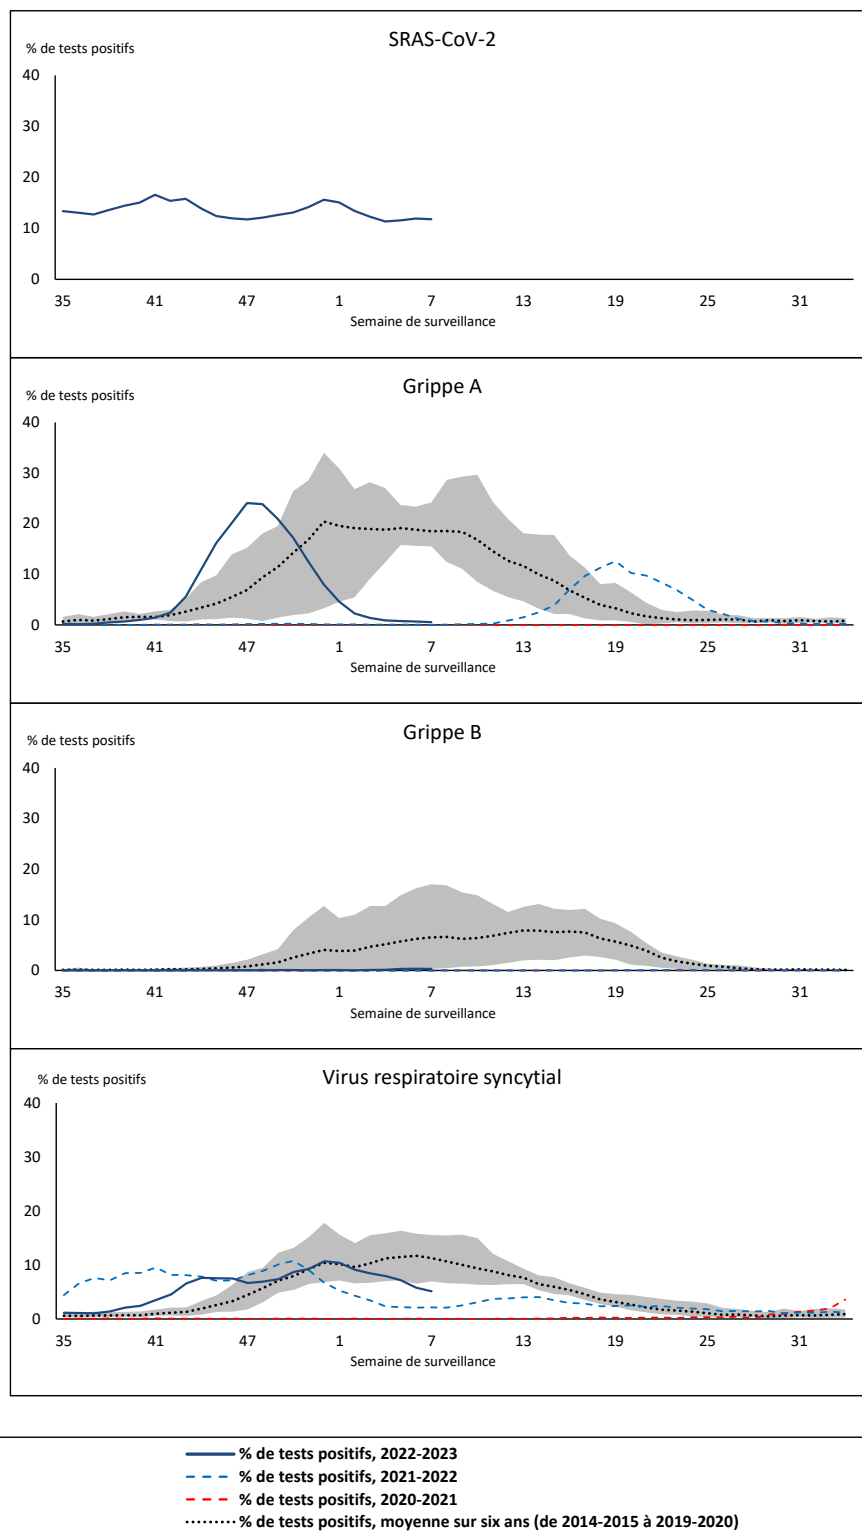 SRAS-CoV-2
% de tests positifs
40
30
20
10
0
35 41 47 1 7 13 19 25 31
Semaine de surveillance
Grippe A
% de tests positifs
40
30
20
10
0
35 41 47 1 7 13 19 25 31
Semaine de surveillance
Grippe B
% de tests positifs
40
30
20
10
0
35 41 47 1 7 13 19 25 31
Semaine de surveillance
Virus respiratoire syncytial
% de tests positifs
40
30
20
10
0
35 41 47 1 7 13 19 25 31
Semaine de surveillance
% de tests positifs, 2022-2023
% de tests positifs, 2021-2022
% de tests positifs, 2020-2021
% de tests positifs, moyenne sur six ans (de 2014-2015 à 2019-2020)